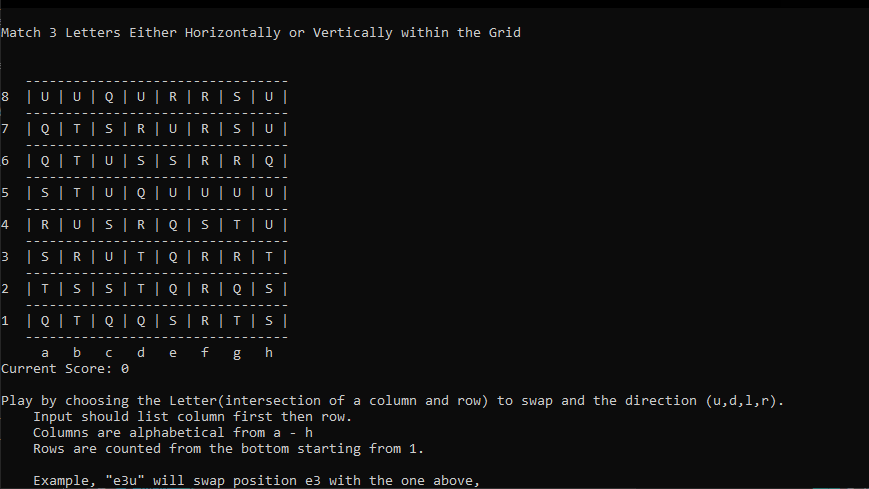 Match 3 Letters Either Horizontally or Vertically within the Grid
---------------------------------
8 | U | U | Q | U | R | R | S | U |
---------------------------------
7 | Q | T | S | R | U | R | S | U |
---------------------------------
6 | Q | T | U | S | S | R | R | Q |
---------------------------------
5 | S | T | U | Q | U | U | U | U |
---------------------------------
4 | R | U | S | R | Q | S | T | U |
---------------------------------
3 | S | R | U | T | Q | R | R | T |
---------------------------------
2 | T | S | S | T | Q | R | Q | S |
---------------------------------
1 | Q | T | Q | Q | S | R | T | S |
---------------------------------
a b c d e f g h
Current Score: 0
Play by choosing the Letter(intersection of a column and row) to swap and the direction (u,d,l,r).
Input should list column first then row.
Columns are alphabetical from a - h
Rows are counted from the bottom starting from 1.
Example, "e3u" will swap position e3 with the one above,